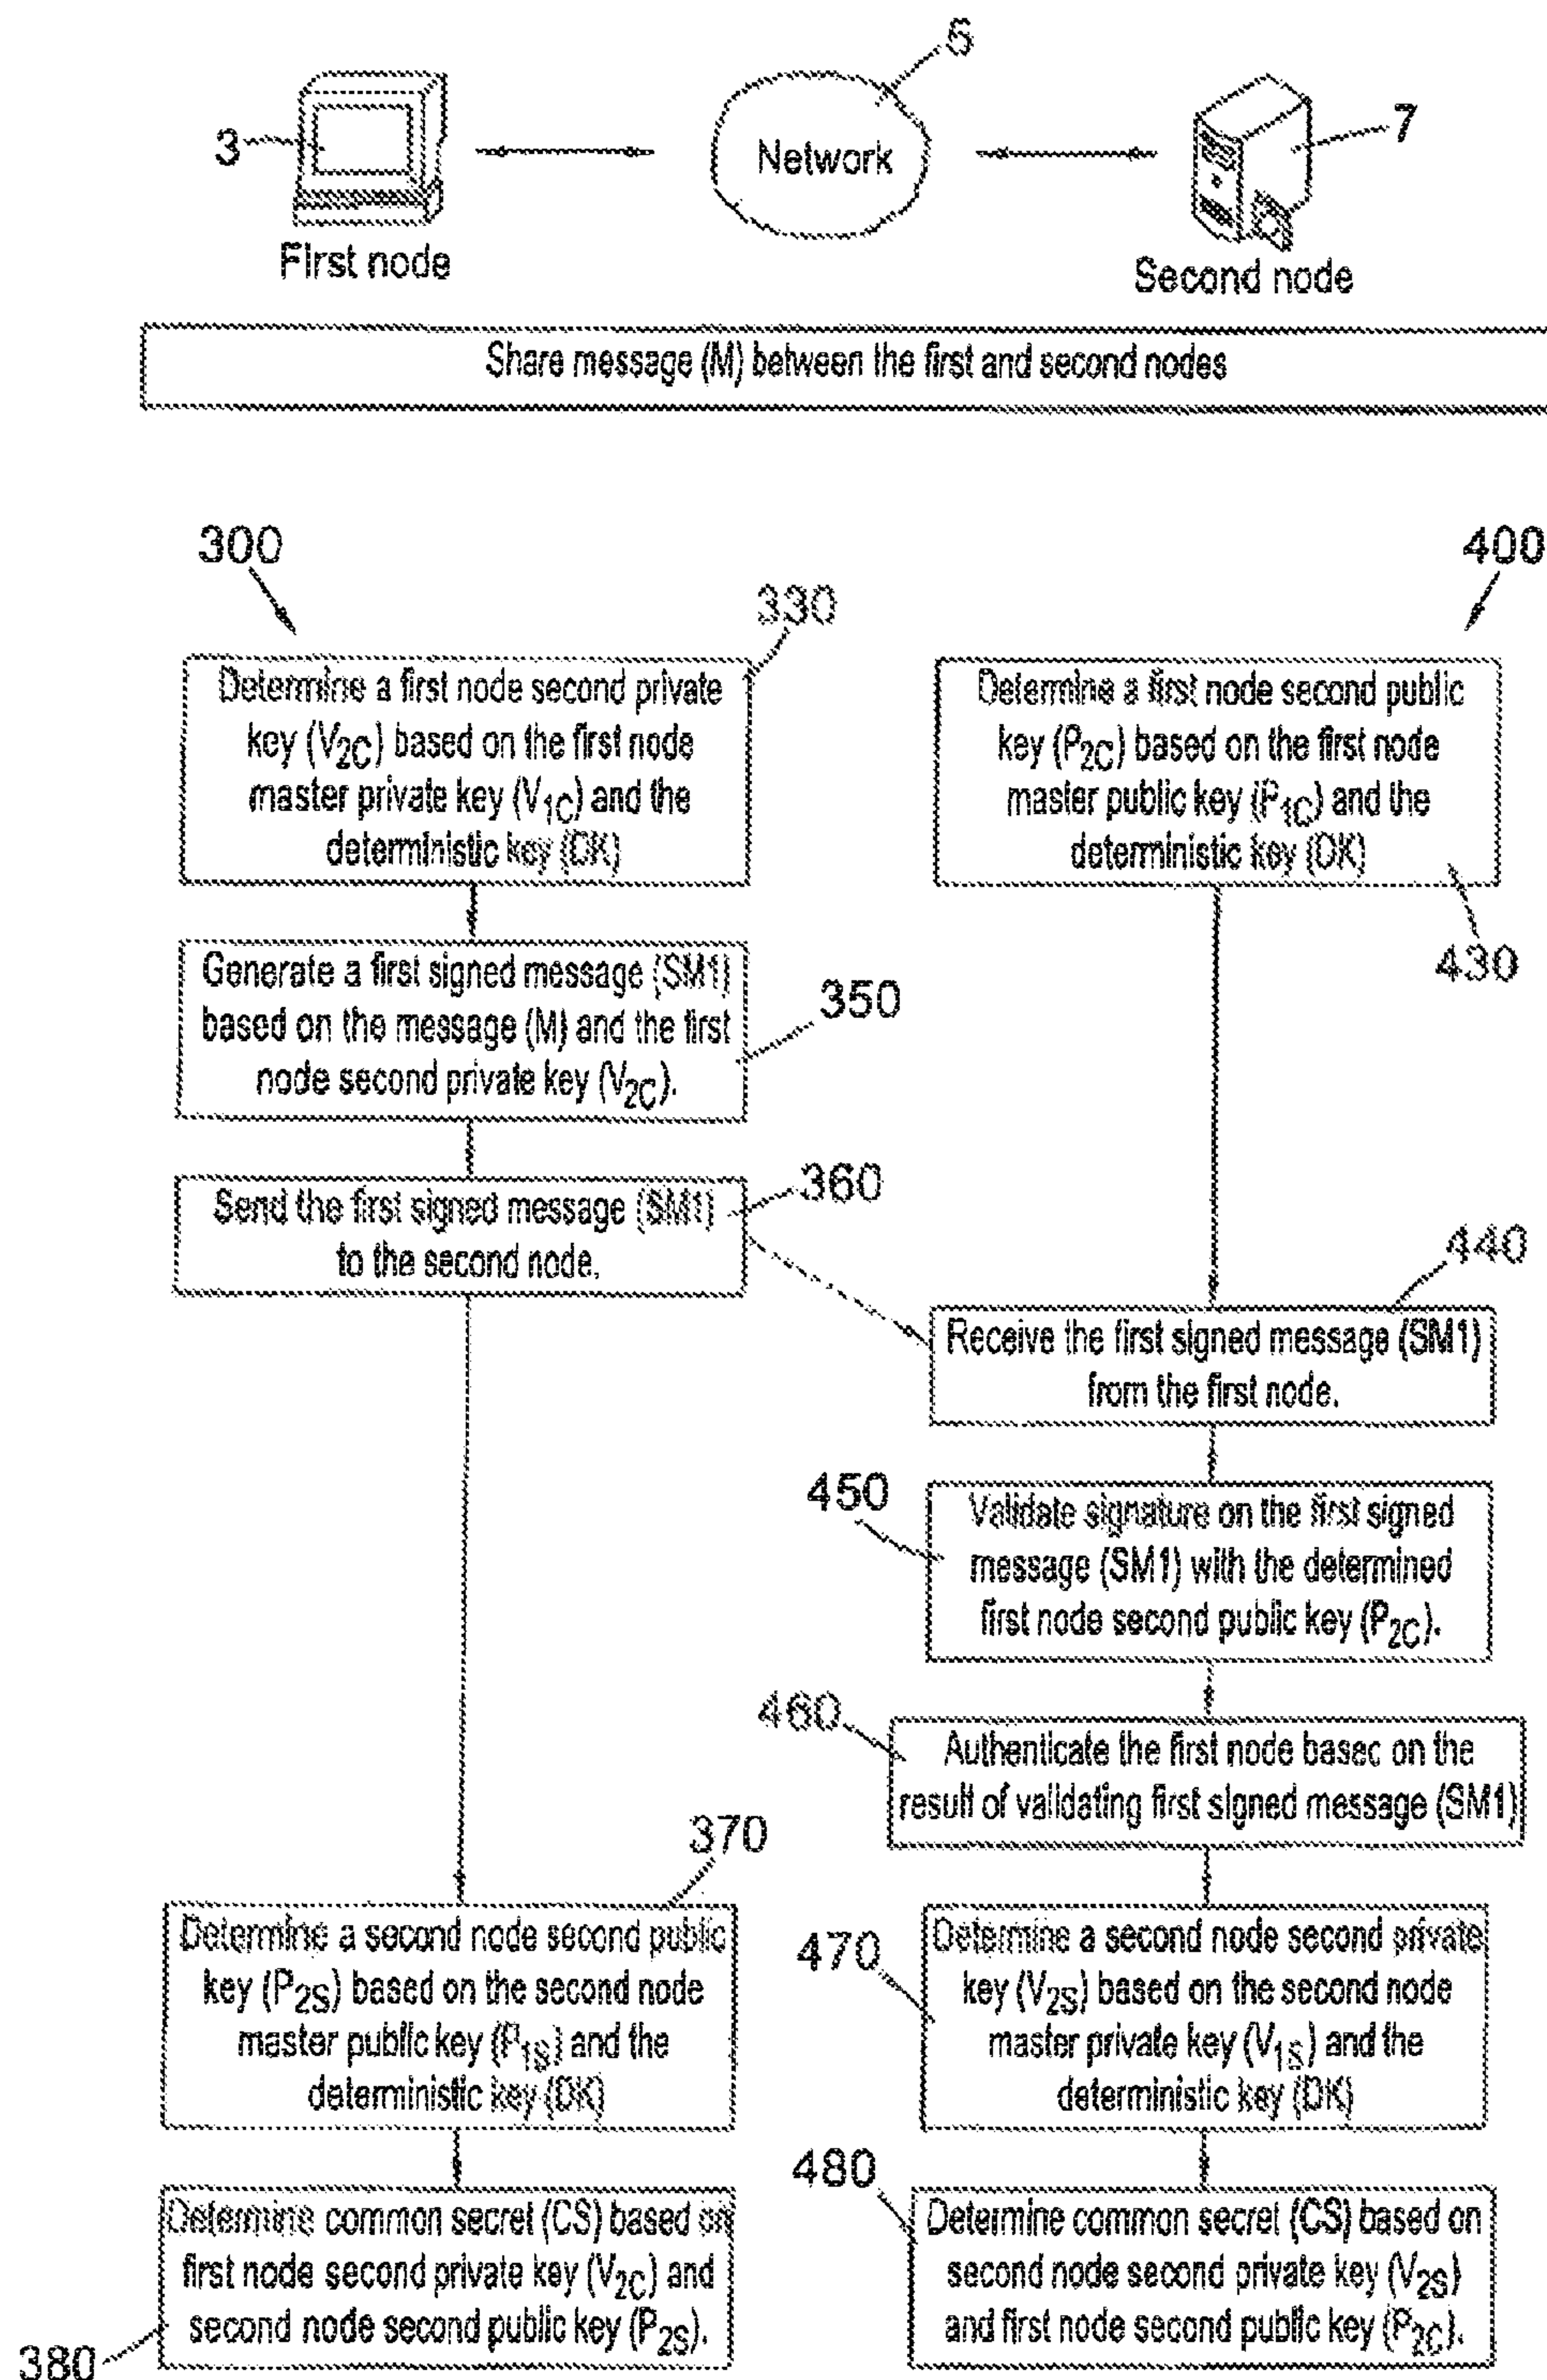 5
3
Network
7
First node
Second node
Share message (M) between the first and second nodes
300
400
330
Determine a first node second private
key (V2C) based on the first node
master private key (V1C) and the
deterministic key (DK)
Determine a first node second public
key (P2C) based on the first node
master public key (P1C) and the
deterministic key (DK)
430
Generate a first signed message (SM1)
based on the message (M) and the first
node second private key (V2C).
350
Send the first signed message (SM1)
to the second node.
360
440
Receive the first signed message (SM1)
from the first node.
450
Validate signature on the first signed
message (SM1) with the determined
first node second public key (P2C).
460
Authenticate the first node based on the
result of validating first signed message (SM1)
370
Determine a second node second public
key (P2S) based on the second node
master public key (P1S) and the
deterministic key (DK)
470
Determine a second node second private
key (V2S) based on the second node
master private key (V1S) and the
deterministic key (DK)
Determine common secret (CS) based on
first node second private key (V2C) and
second node second public key (P2S).
380
480
Determine common secret (CS) based on
second node second private key (V2S)
and first node second public key (P2C).